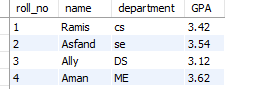 roll_no name department GPA
1 Ramis cs 3.42
2 Asfand se 3.54
3 Ally DS 3.12
4 Aman ME 3.62